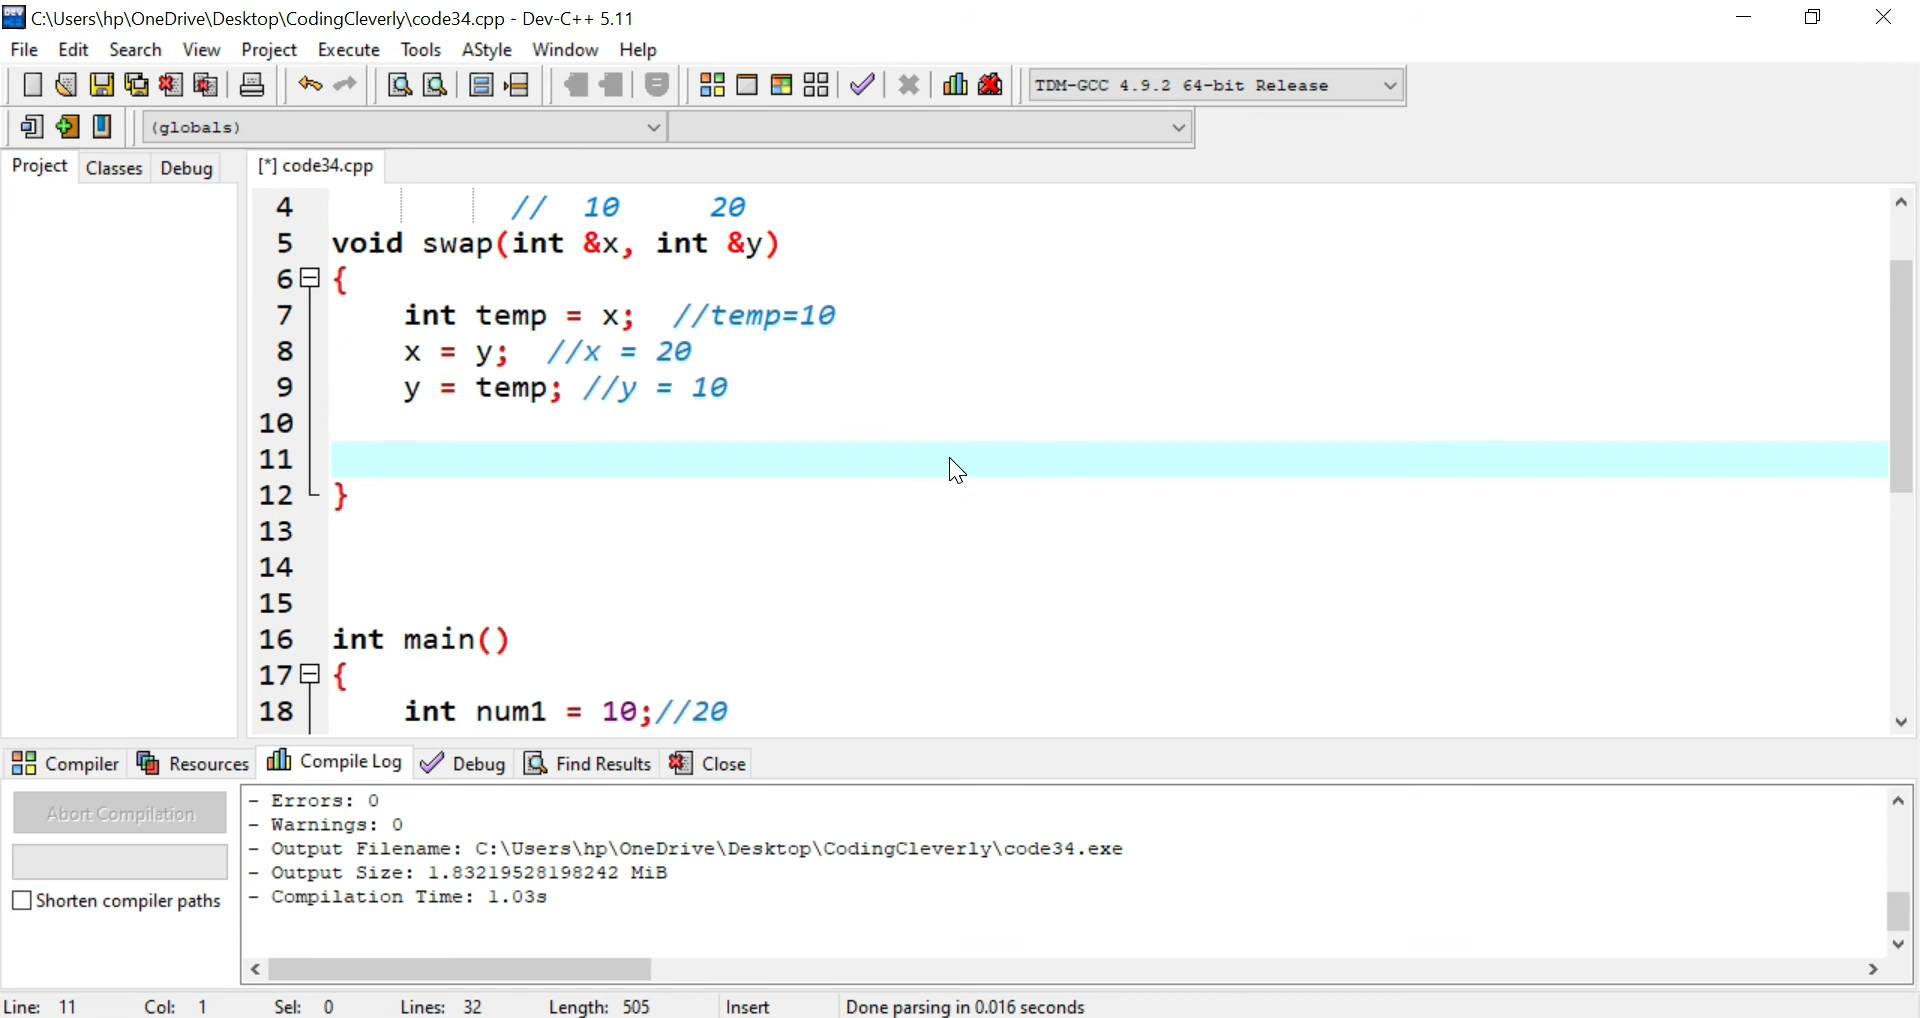 C:\Users\hp\OneDrive\Desktop\CodingCleverly\code34.cpp - Dev-C++ 5.11
File Edit Search View Project Execute Tools AStyle Window Help
TDM-GCC 4.9.2 64-bit Release
(globals)
Project Classes Debug [*] code34.cpp
4 // 10 20
5 void swap(int &x, int &y)
6 {
7 int temp = x; //temp=10
8 x = y; //x = 20
9 y = temp; //y = 10
10
11
12 }
13
14
15
16 int main()
17 {
18 int num1 = 10;//20
Compiler Resources Compile Log Debug Find Results Close
Abort Compilation
Shorten compiler paths
- Errors: 0
- Warnings: 0
- Output Filename: C:\Users\hp\OneDrive\Desktop\CodingCleverly\code34.exe
- Output Size: 1.83219528198242 MiB
- Compilation Time: 1.03s
Line: 11 Col: 1 Sel: 0 Lines: 32 Length: 505 Insert Done parsing in 0.016 seconds